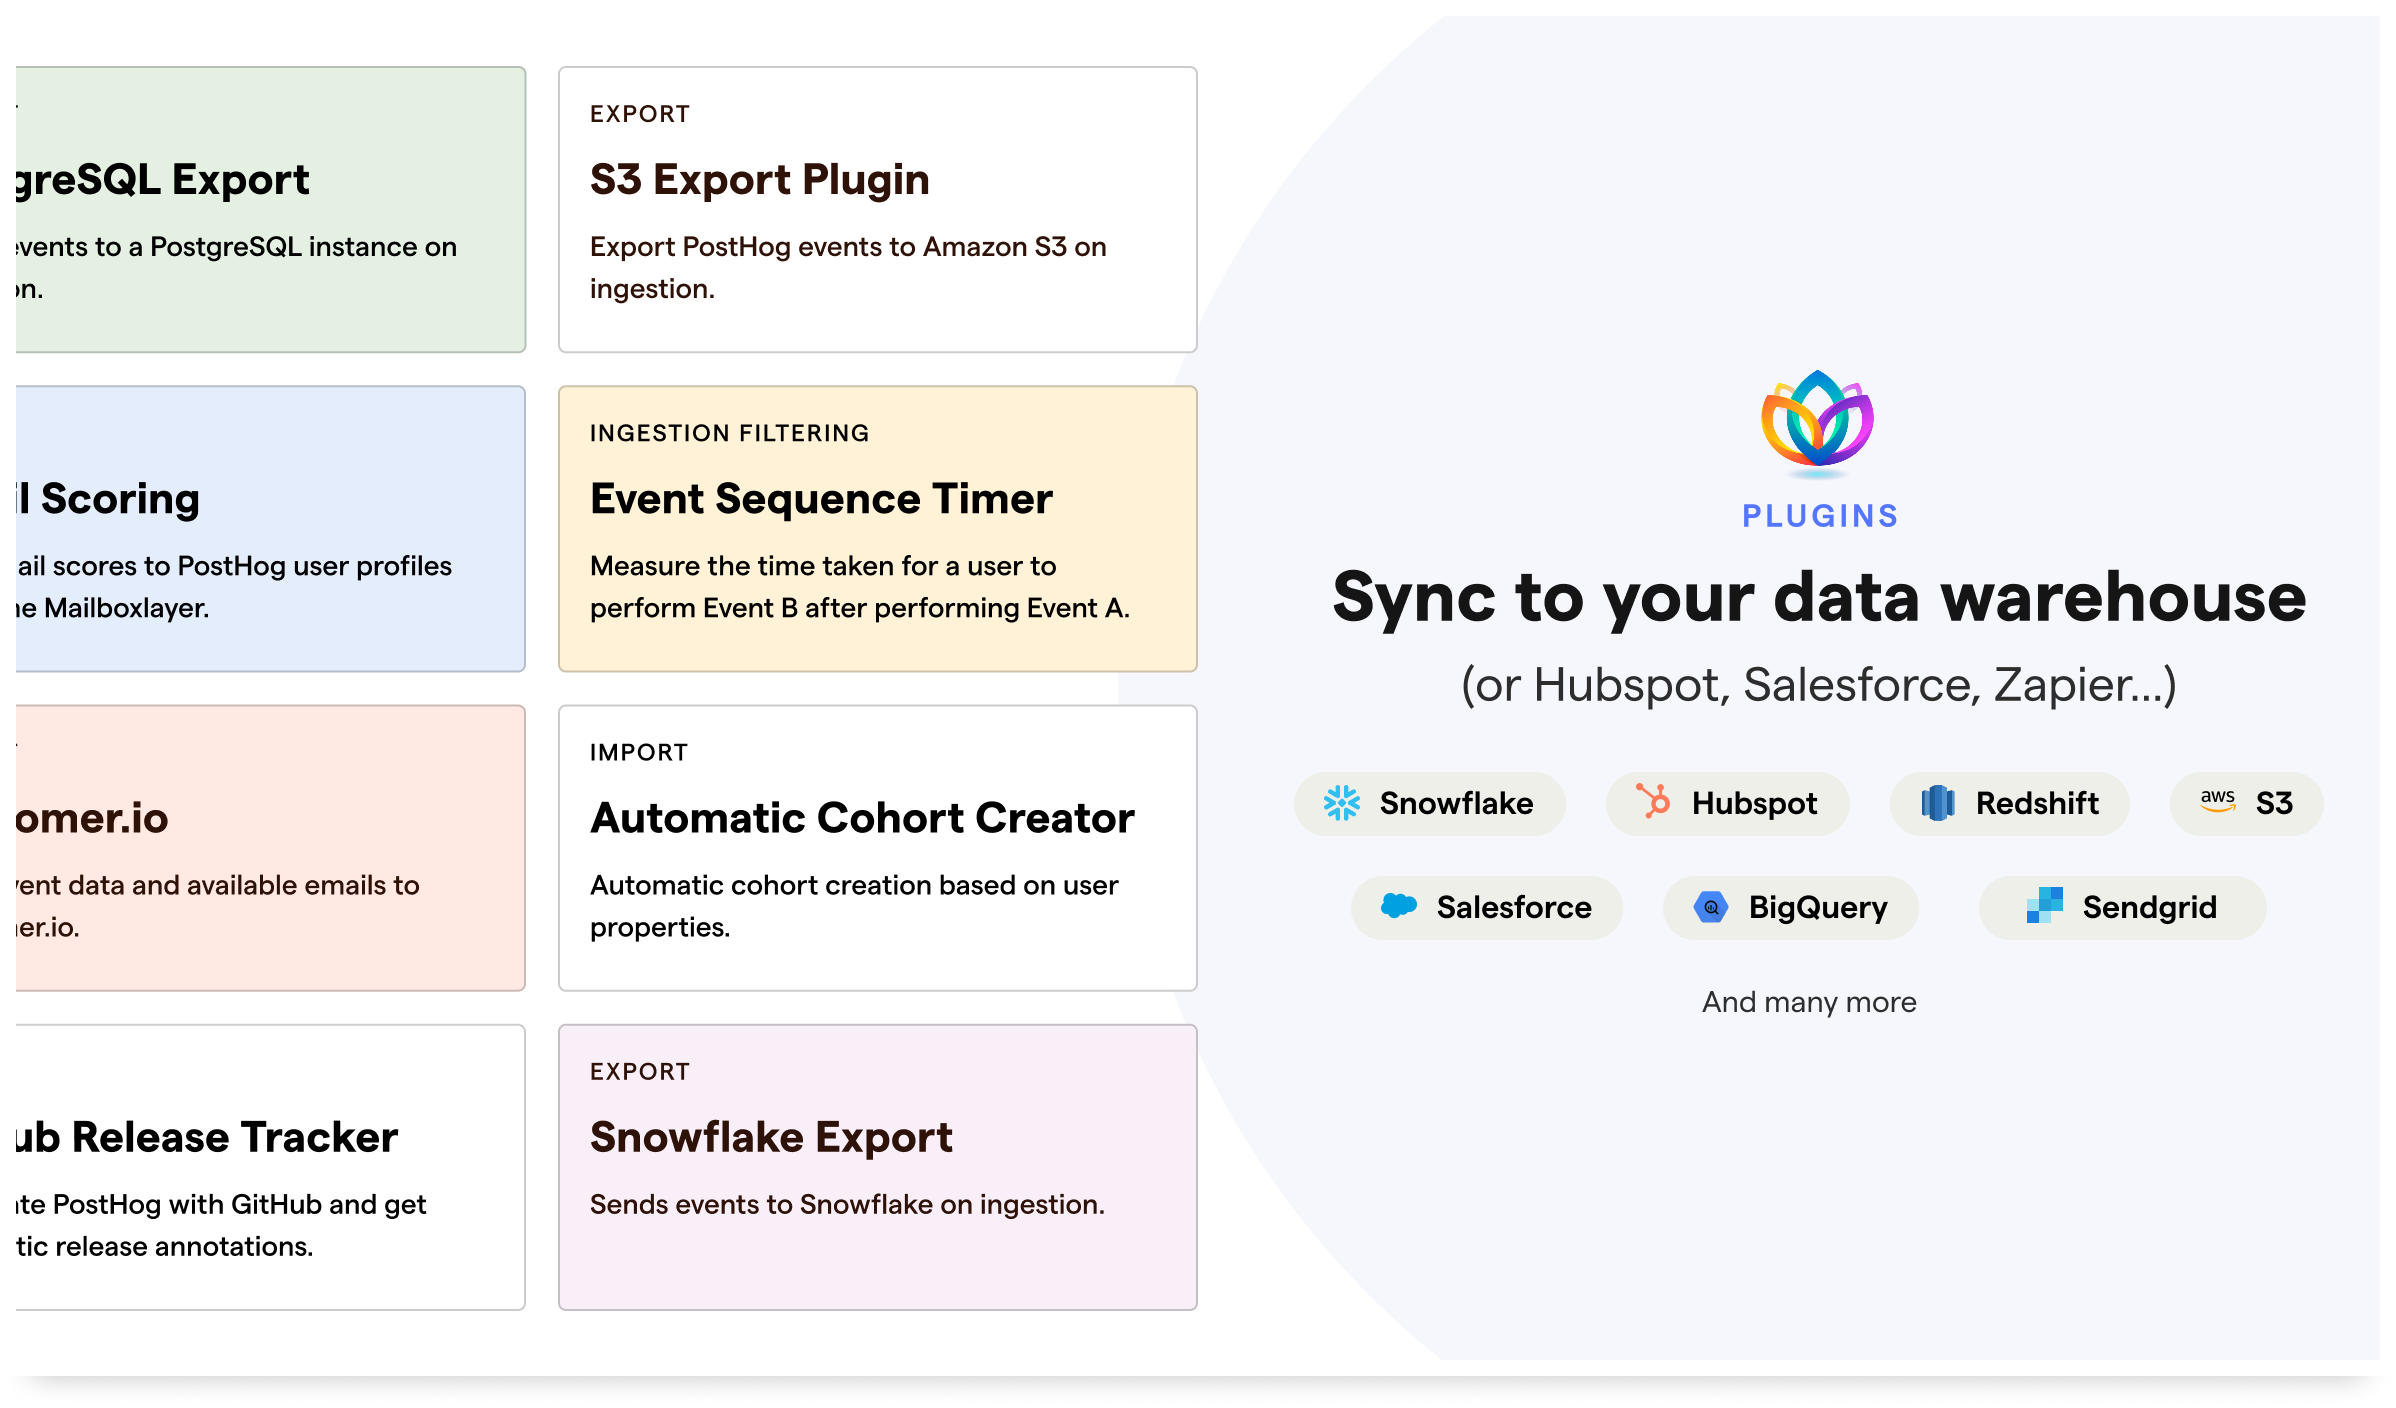 greSQL Export
events to a PostgreSQL instance on
on.
EXPORT
S3 Export Plugin
Export PostHog events to Amazon S3 on
ingestion.
l Scoring
ail scores to PostHog user profiles
Mailboxlayer.
INGESTION FILTERING
Event Sequence Timer
Measure the time taken for a user to
perform Event B after performing Event A.
omer.io
vent data and available emails to
er.io.
IMPORT
Automatic Cohort Creator
Automatic cohort creation based on user
properties.
ub Release Tracker
te PostHog with GitHub and get
tic release annotations.
EXPORT
Snowflake Export
Sends events to Snowflake on ingestion.
PLUGINS
Sync to your data warehouse
(or Hubspot, Salesforce, Zapier...)
Snowflake
Hubspot
Redshift
aws S3
Salesforce
BigQuery
Sendgrid
And many more